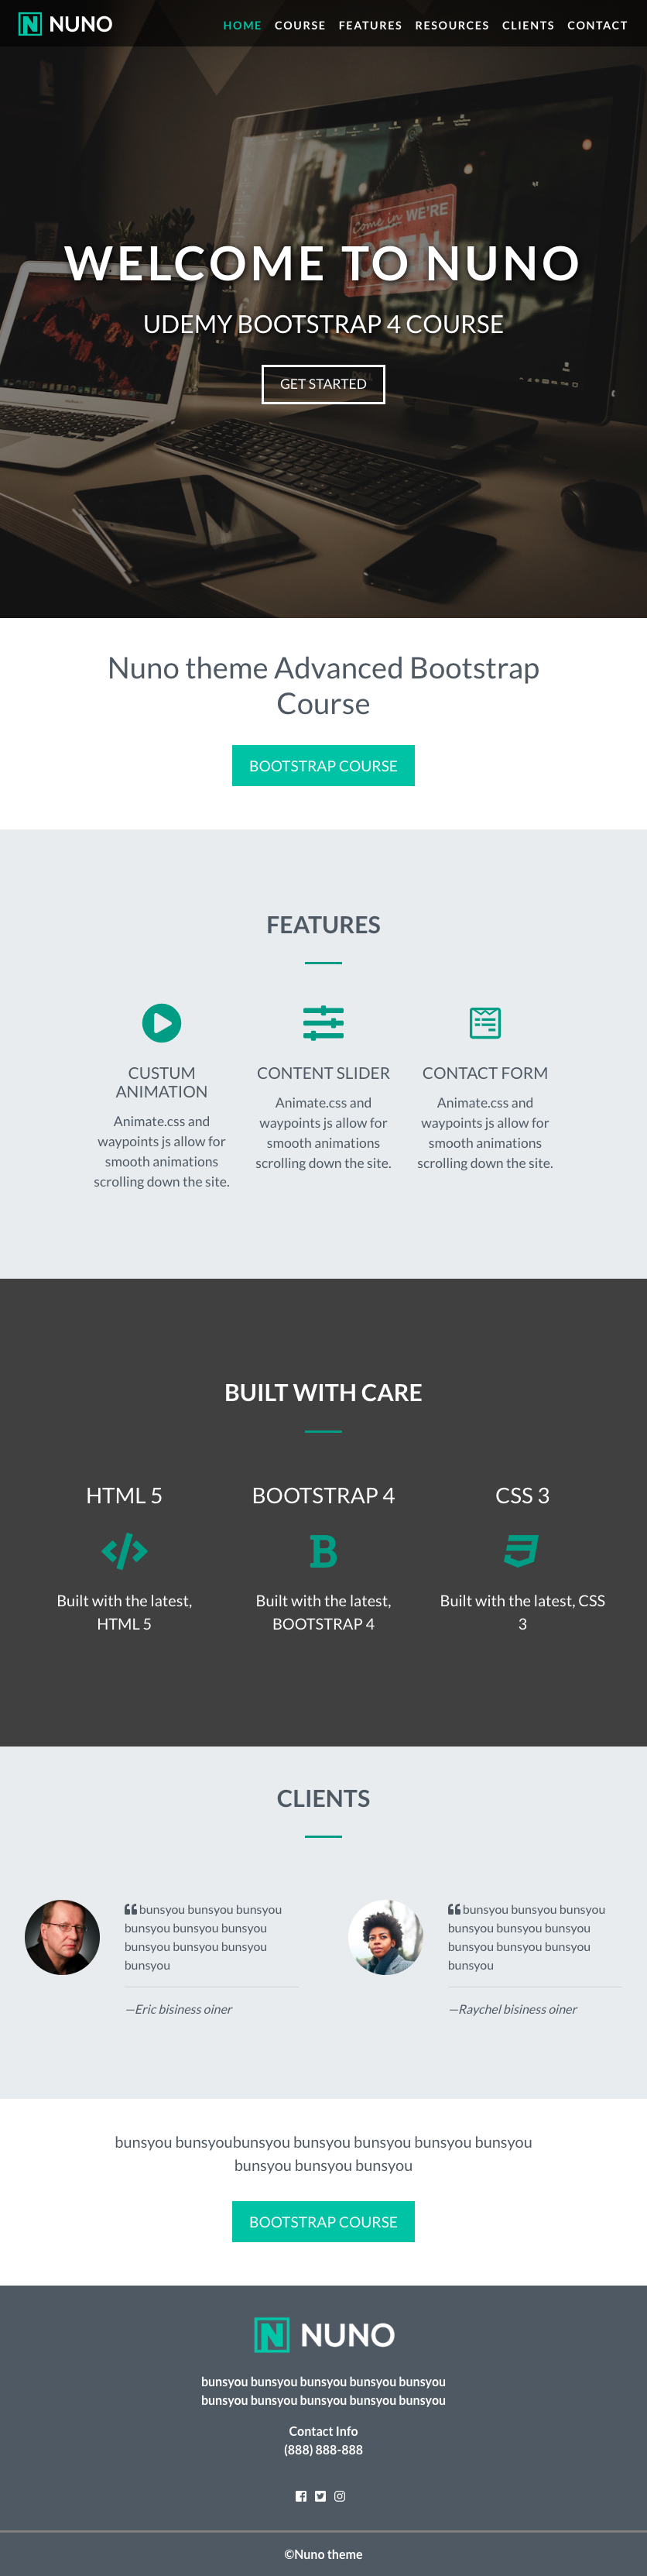 NUNO
HOME COURSE FEATURES RESOURCES CLIENTS CONTACT
come in WE'RE
OPEN
WELCOME TO NUNO
UDEMY BOOTSTRAP 4 COURSE
GET STARTED
Nuno theme Advanced Bootstrap
Course
BOOTSTRAP COURSE
FEATURES
CUSTUM
ANIMATION
Animate.css and
waypoints js allow for
smooth animations
scrolling down the site.
CONTENT SLIDER
Animate.css and
waypoints js allow for
smooth animations
scrolling down the site.
CONTACT FORM
Animate.css and
waypoints js allow for
smooth animations
scrolling down the site.
BUILT WITH CARE
HTML 5
Built with the latest,
HTML 5
BOOTSTRAP 4
Built with the latest,
BOOTSTRAP 4
CSS 3
Built with the latest, CSS
3
CLIENTS
bunsyou bunsyou bunsyou
bunsyou bunsyou bunsyou
bunsyou bunsyou bunsyou
bunsyou
—Eric bisiness oiner
bunsyou bunsyou bunsyou
bunsyou bunsyou bunsyou
bunsyou bunsyou bunsyou
bunsyou
—Raychel bisiness oiner
bunsyou bunsyoubunsyou bunsyou bunsyou bunsyou bunsyou
bunsyou bunsyou bunsyou
BOOTSTRAP COURSE
NUNO
bunsyou bunsyou bunsyou bunsyou bunsyou
bunsyou bunsyou bunsyou bunsyou bunsyou
Contact Info
(888) 888-888
©Nuno theme